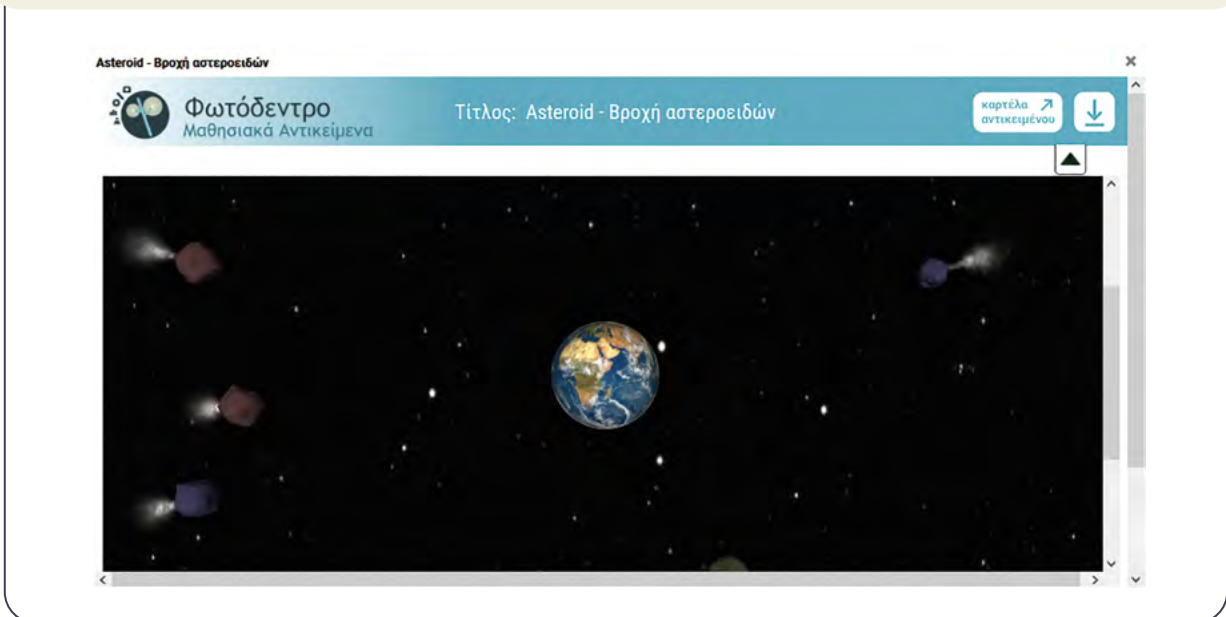 Asteroid - Βροχή αστεροειδών
Φωτόδεντρο
Μαθησιακά Αντικείμενα
Τίτλος: Asteroid - Βροχή αστεροειδών
καρτέλα
αντικειμένου